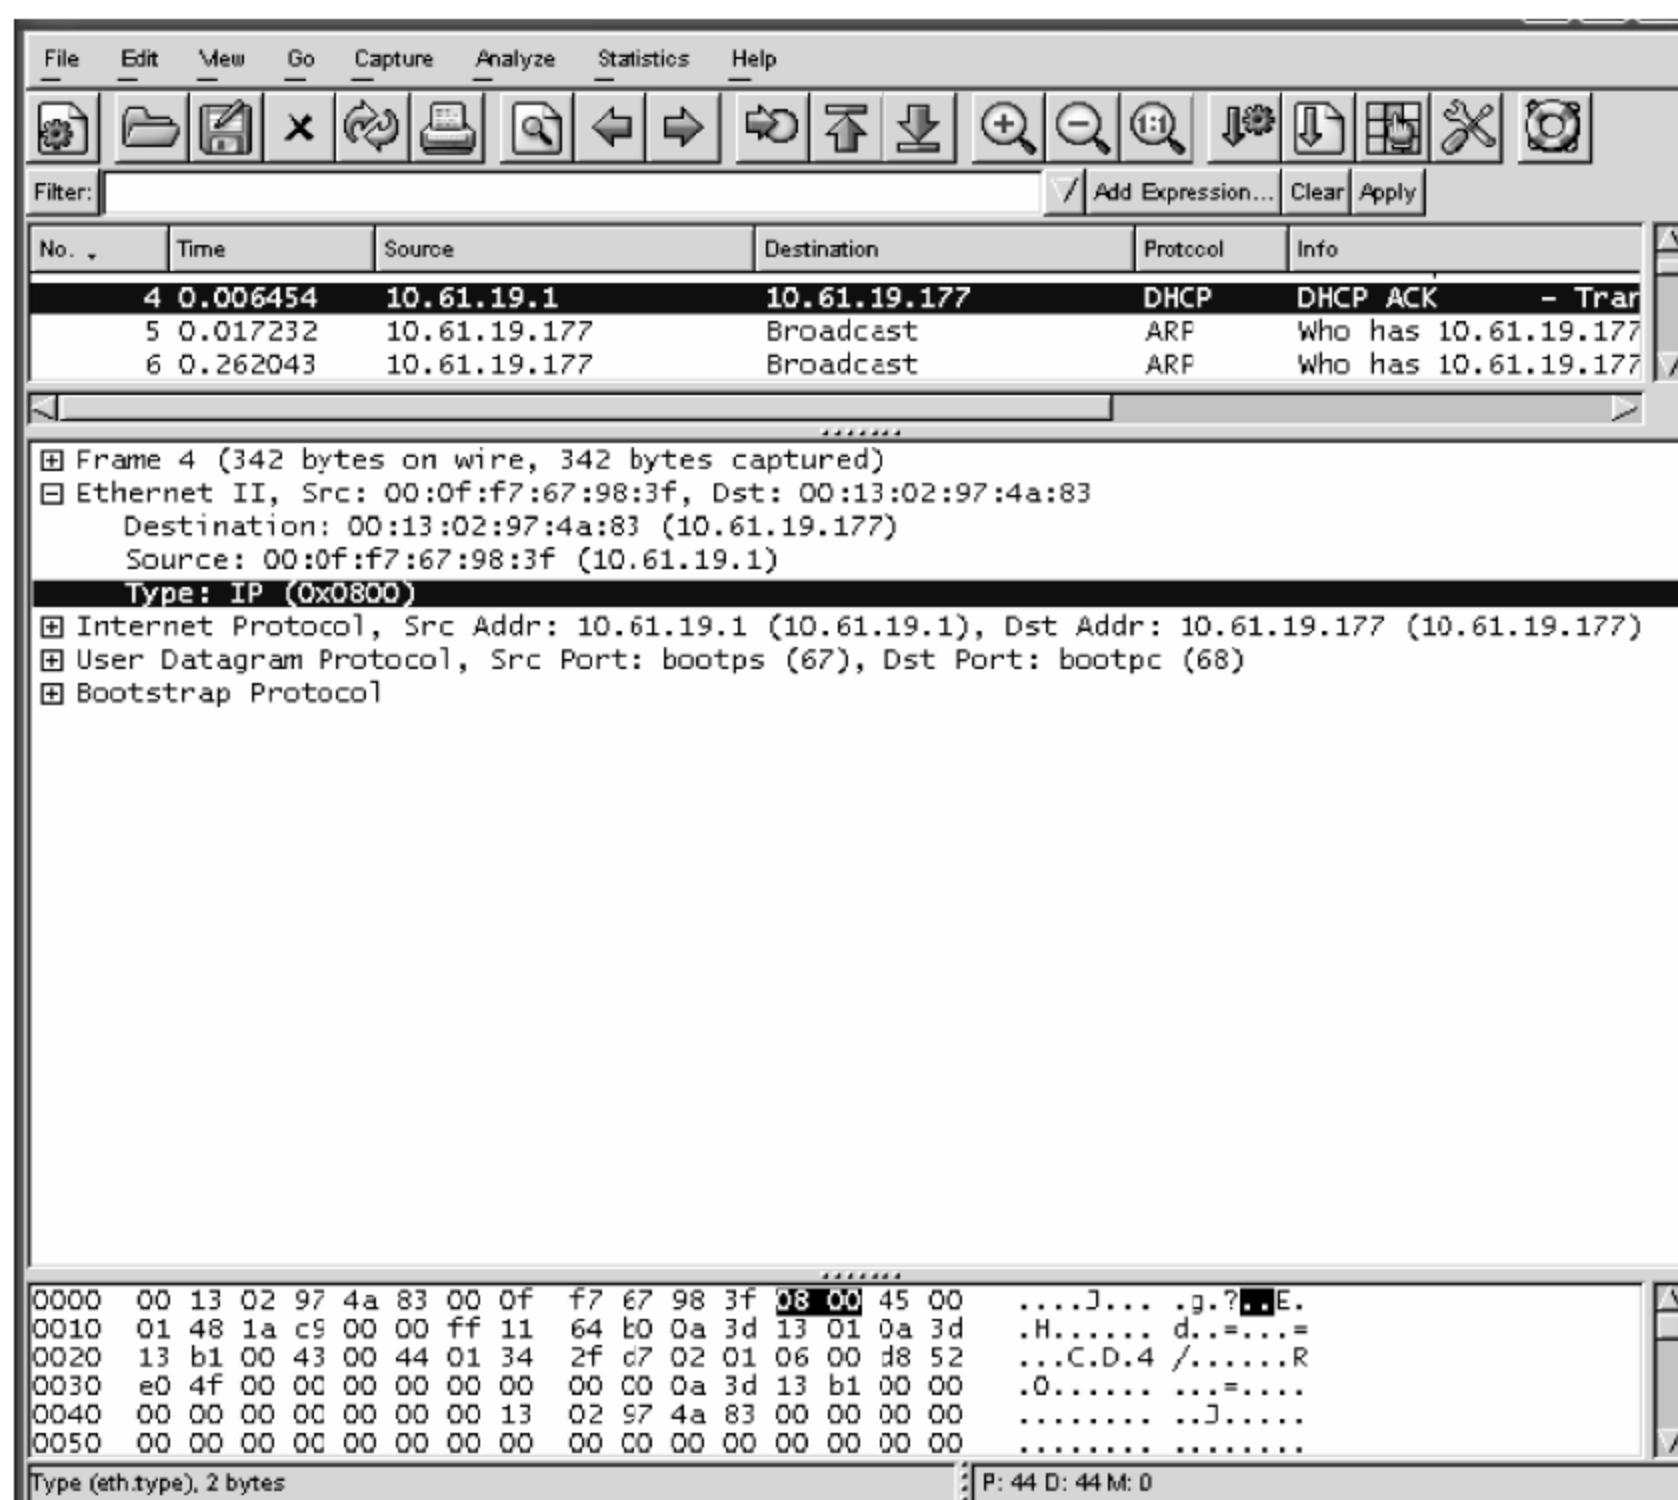 File Edit View Go Capture Analyze Statistics Help
1:1
Filter: Add Expression... Clear Apply
No. Time Source Destination Protocol Info
4 0.006454 10.61.19.1 10.61.19.177 DHCP DHCP ACK - Tran
5 0.017232 10.61.19.177 Broadcast ARP Who has 10.61.19.177
6 0.262043 10.61.19.177 Broadcast ARP Who has 10.61.19.177
Frame 4 (342 bytes on wire, 342 bytes captured)
Ethernet II, Src: 00:0f:f7:67:98:3f, Dst: 00:13:02:97:4a:83
Destination: 00:13:02:97:4a:83 (10.61.19.177)
Source: 00:0f:f7:67:98:3f (10.61.19.1)
Type: IP (0x0800)
Internet Protocol, Src Addr: 10.61.19.1 (10.61.19.1), Dst Addr: 10.61.19.177 (10.61.19.177)
User Datagram Protocol, Src Port: bootps (67), Dst Port: bootpc (68)
Bootstrap Protocol
0000 00 13 02 97 4a 83 00 0f f7 67 98 3f 08 00 45 00 ....J... .g.?..E.
0010 01 48 1a c9 00 00 ff 11 64 b0 0a 3d 13 01 0a 3d .H...... d..=...=
0020 13 b1 00 43 00 44 01 34 2f d7 02 01 06 00 d8 52 ...C.D.4 /......R
0030 e0 4f 00 00 00 00 00 00 00 00 0a 3d 13 b1 00 00 .O...... ...=....
0040 00 00 00 00 00 00 00 13 02 97 4a 83 00 00 00 00 ........ ..J.....
0050 00 00 00 00 00 00 00 00 00 00 00 00 00 00 00 00 ........ ........
Type (eth.type), 2 bytes P: 44 D: 44 M: 0